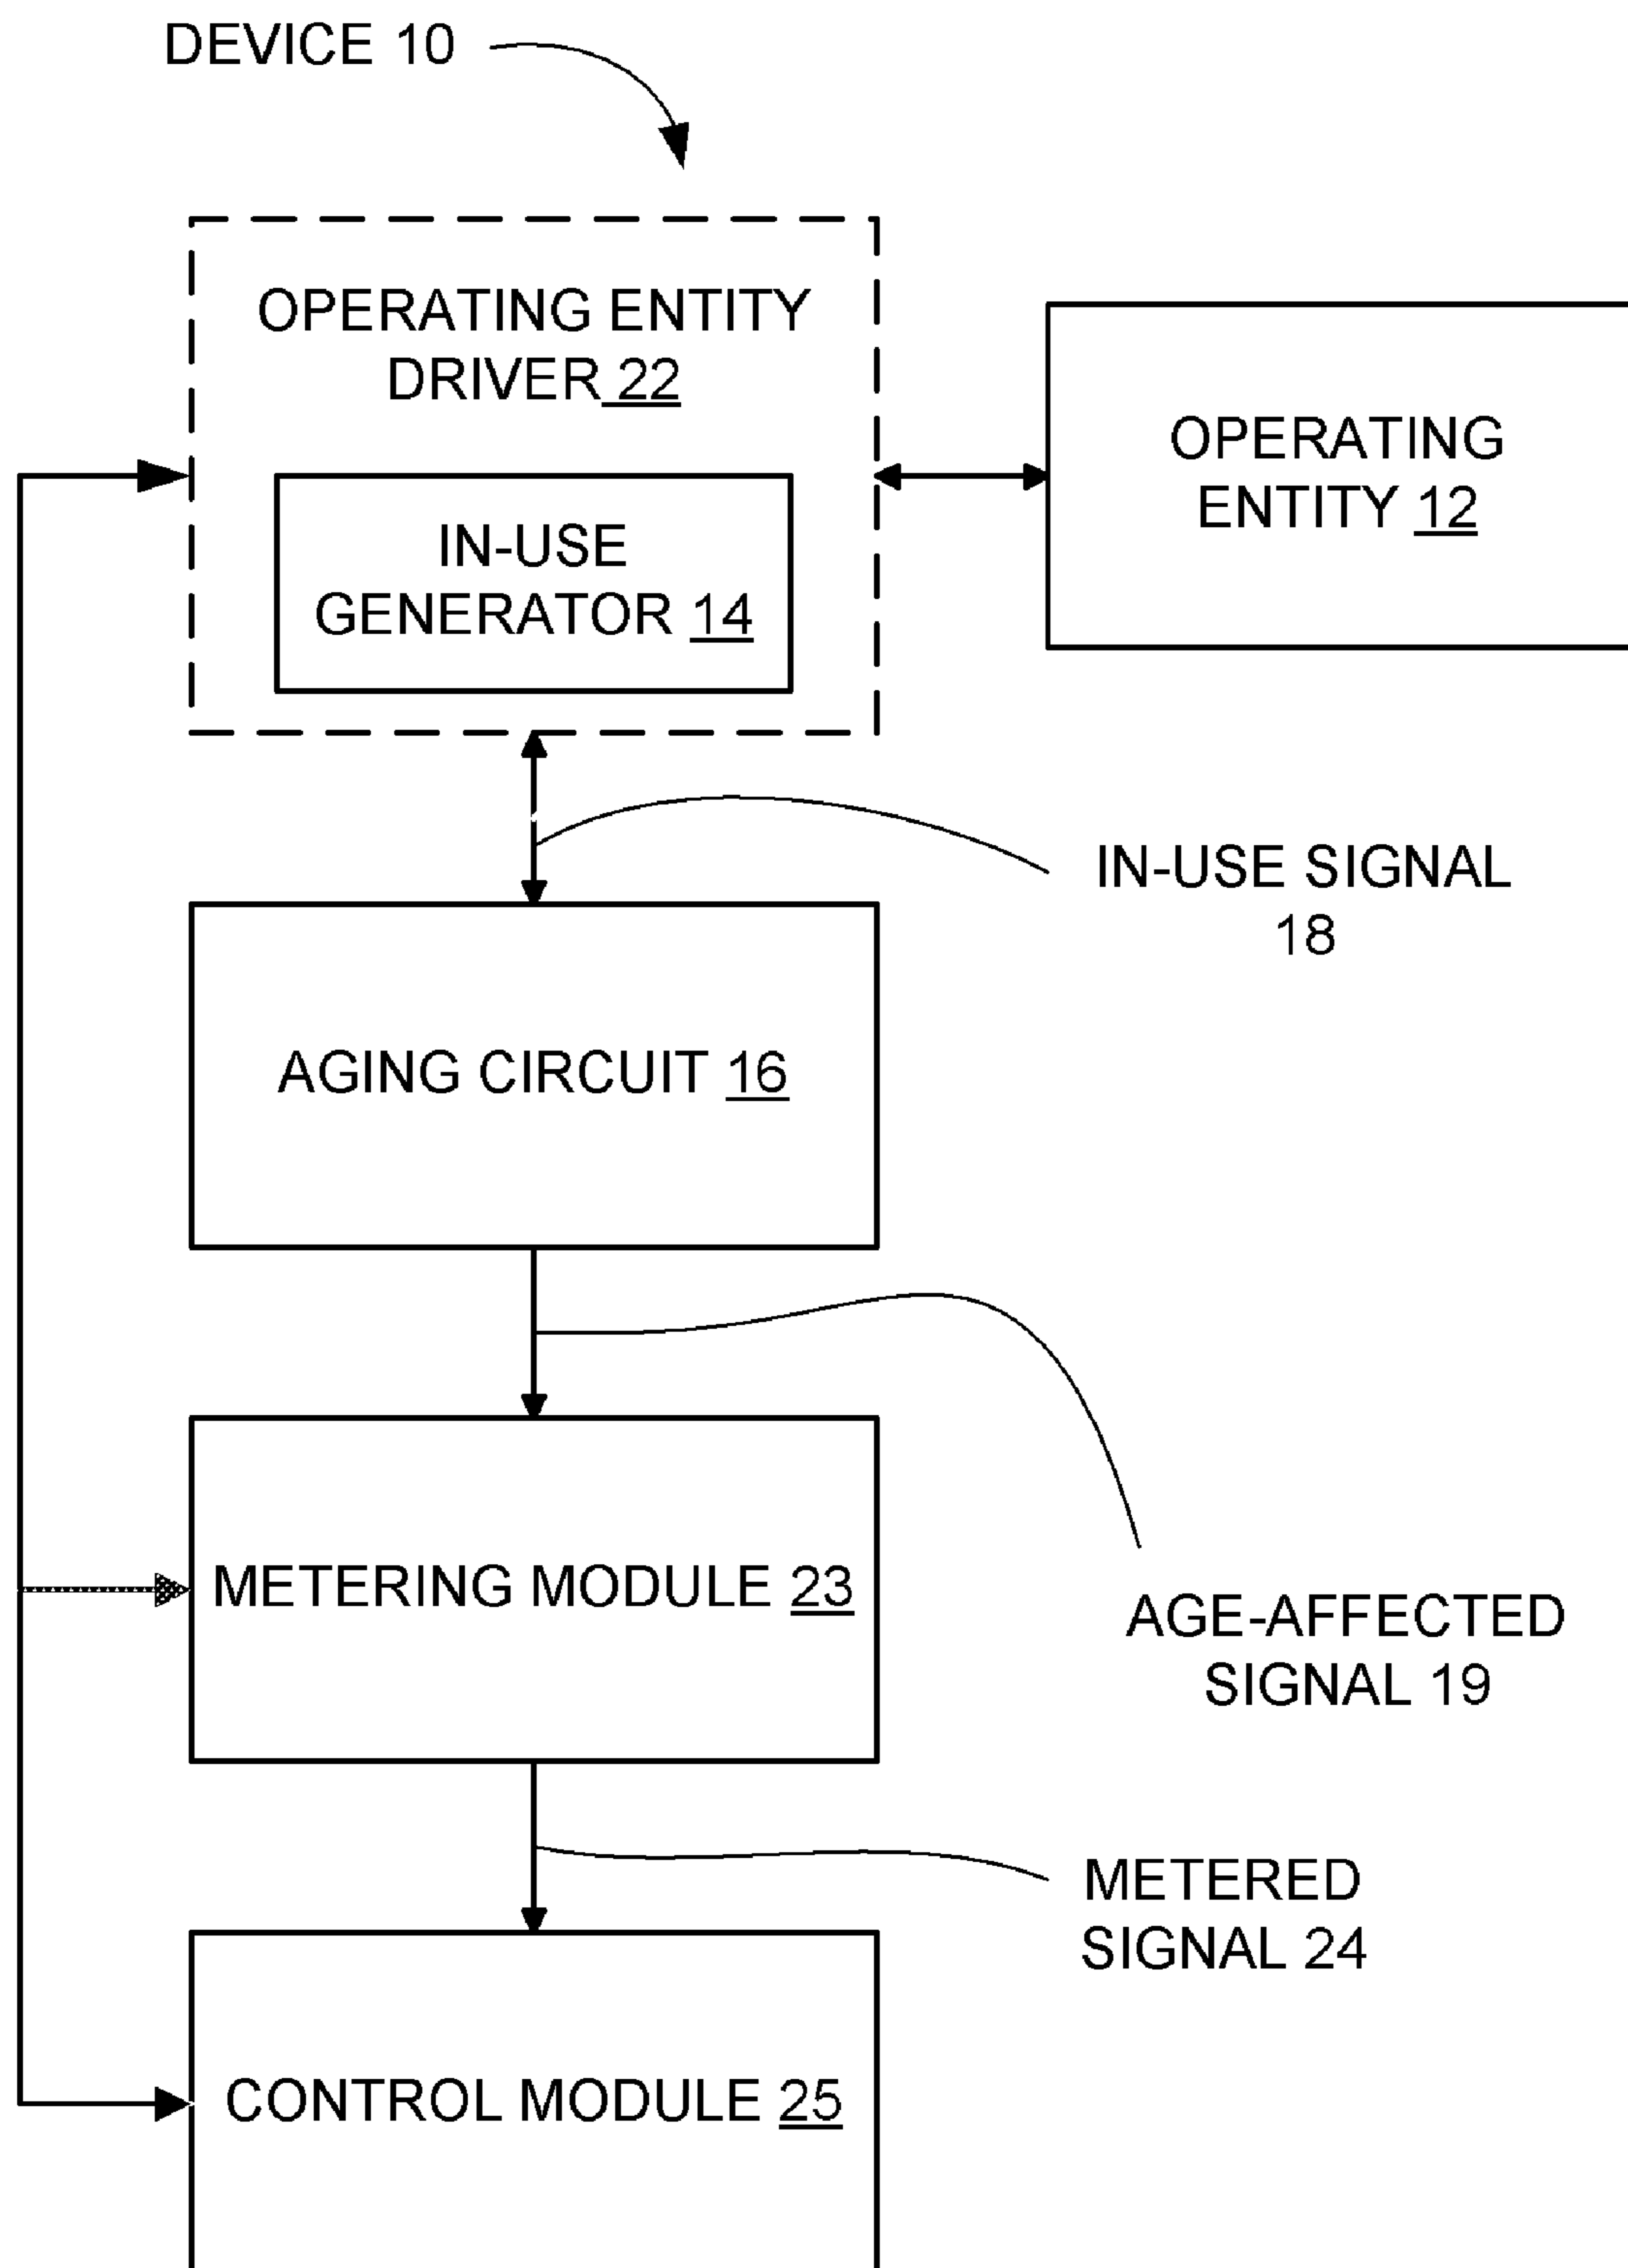 DEVICE 10
OPERATING ENTITY
DRIVER 22
IN-USE
GENERATOR 14
OPERATING
ENTITY 12
IN-USE SIGNAL
18
AGING CIRCUIT 16
METERING MODULE 23
AGE-AFFECTED
SIGNAL 19
METERED
SIGNAL 24
CONTROL MODULE 25